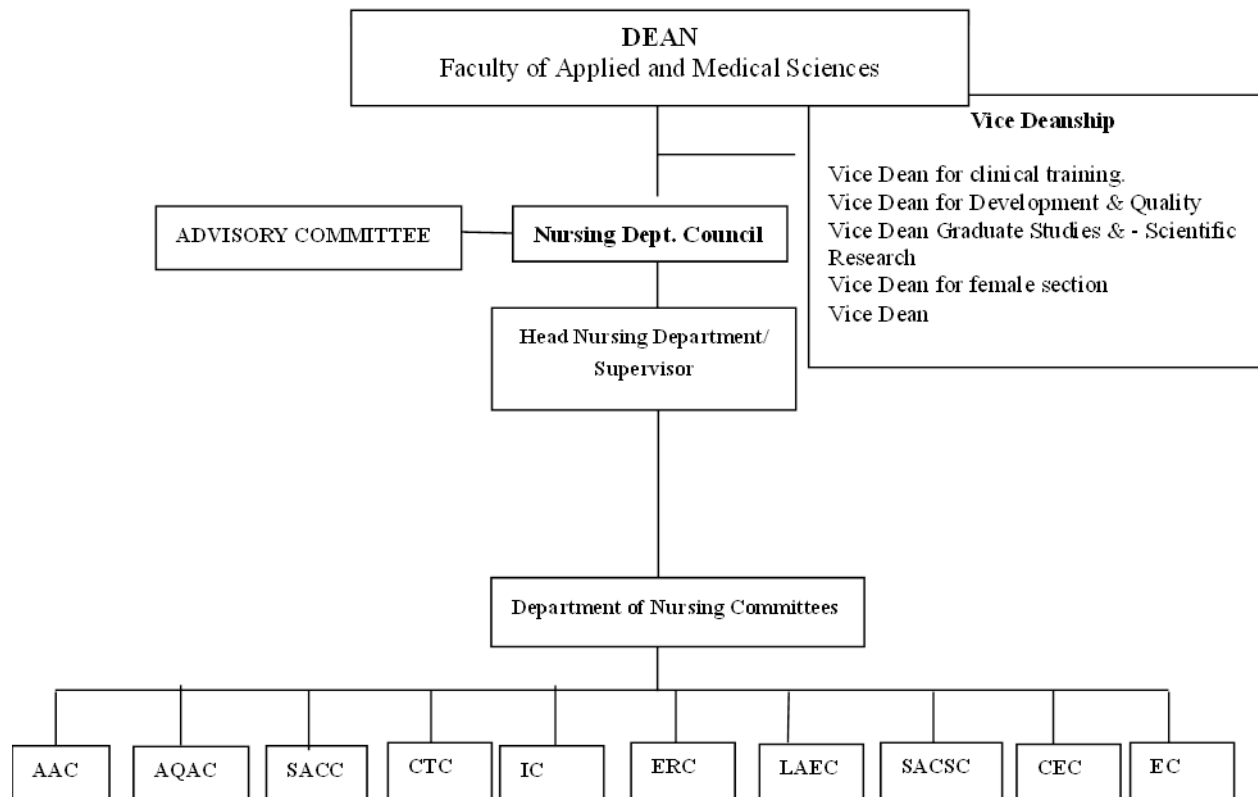 DEAN
Faculty of Applied and Medical Sciences
Vice Deanship
Vice Dean for clinical training.
Vice Dean for Development & Quality
Vice Dean Graduate Studies & - Scientific
Research
Vice Dean for female section
Vice Dean
ADVISORY COMMITTEE
Nursing Dept. Council
Head Nursing Department/
Supervisor
Department of Nursing Committees
AAC
AQAC
SACC
CTC
IC
ERC
LAEC
SACSC
CEC
EC